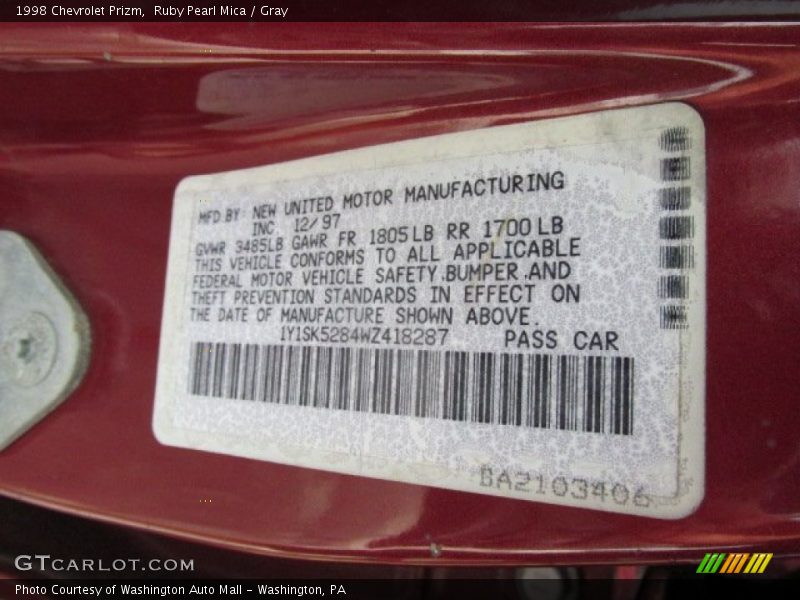 1998 Chevrolet Prizm,  Ruby Pearl Mica / Gray
MFD BY NEW UNITED MOTOR MANUFACTURING
INC 12/97
GVWR 3485LB GAWR FR 1805LB RR 1700LB
THIS VEHICLE CONFORMS TO ALL APPLICABLE
FEDERAL MOTOR VEHICLE SAFETY,BUMPER,AND
THEFT PREVENTION STANDARDS IN EFFECT ON
THE DATE OF MANUFACTURE SHOWN ABOVE.
1Y1SK5284WZ418287 PASS CAR
BA2103406
GTCARLOT.COM
Photo Courtesy of Washington Auto Mall - Washington, PA